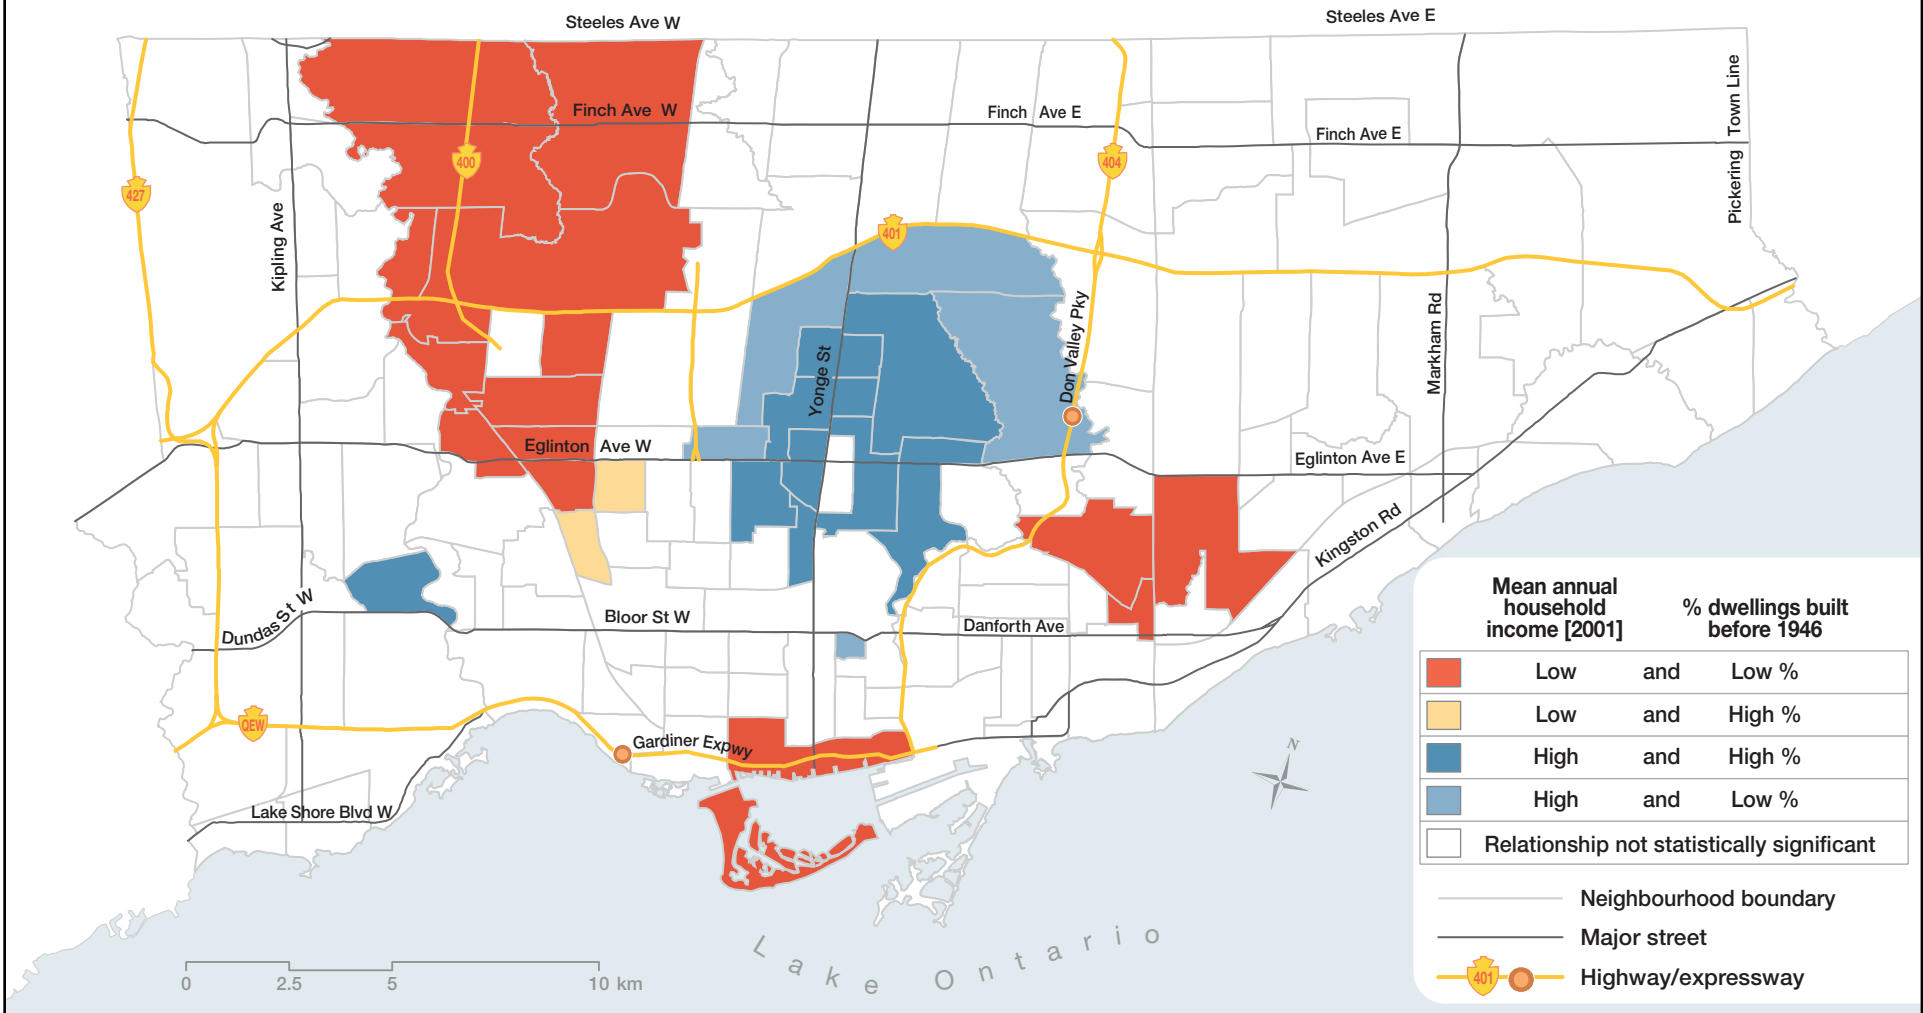 Steeles Ave W
Steeles Ave E
Finch Ave W
Finch Ave E
Finch Ave E
Pickering Town Line
400
404
427
401
Kipling Ave
Don Valley Pky
Markham Rd
Yonge St
Eglinton Ave W
Eglinton Ave E
Kingston Rd
Dundas St W
Bloor St W
Danforth Ave
QEW
Gardiner Expwy
Lake Shore Blvd W
N
Lake Ontario
0 2.5 5 10 km
Mean annual
household
income [2001]
% dwellings built
before 1946
Low and Low %
Low and High %
High and High %
High and Low %
Relationship not statistically significant
Neighbourhood boundary
Major street
401 Highway/expressway